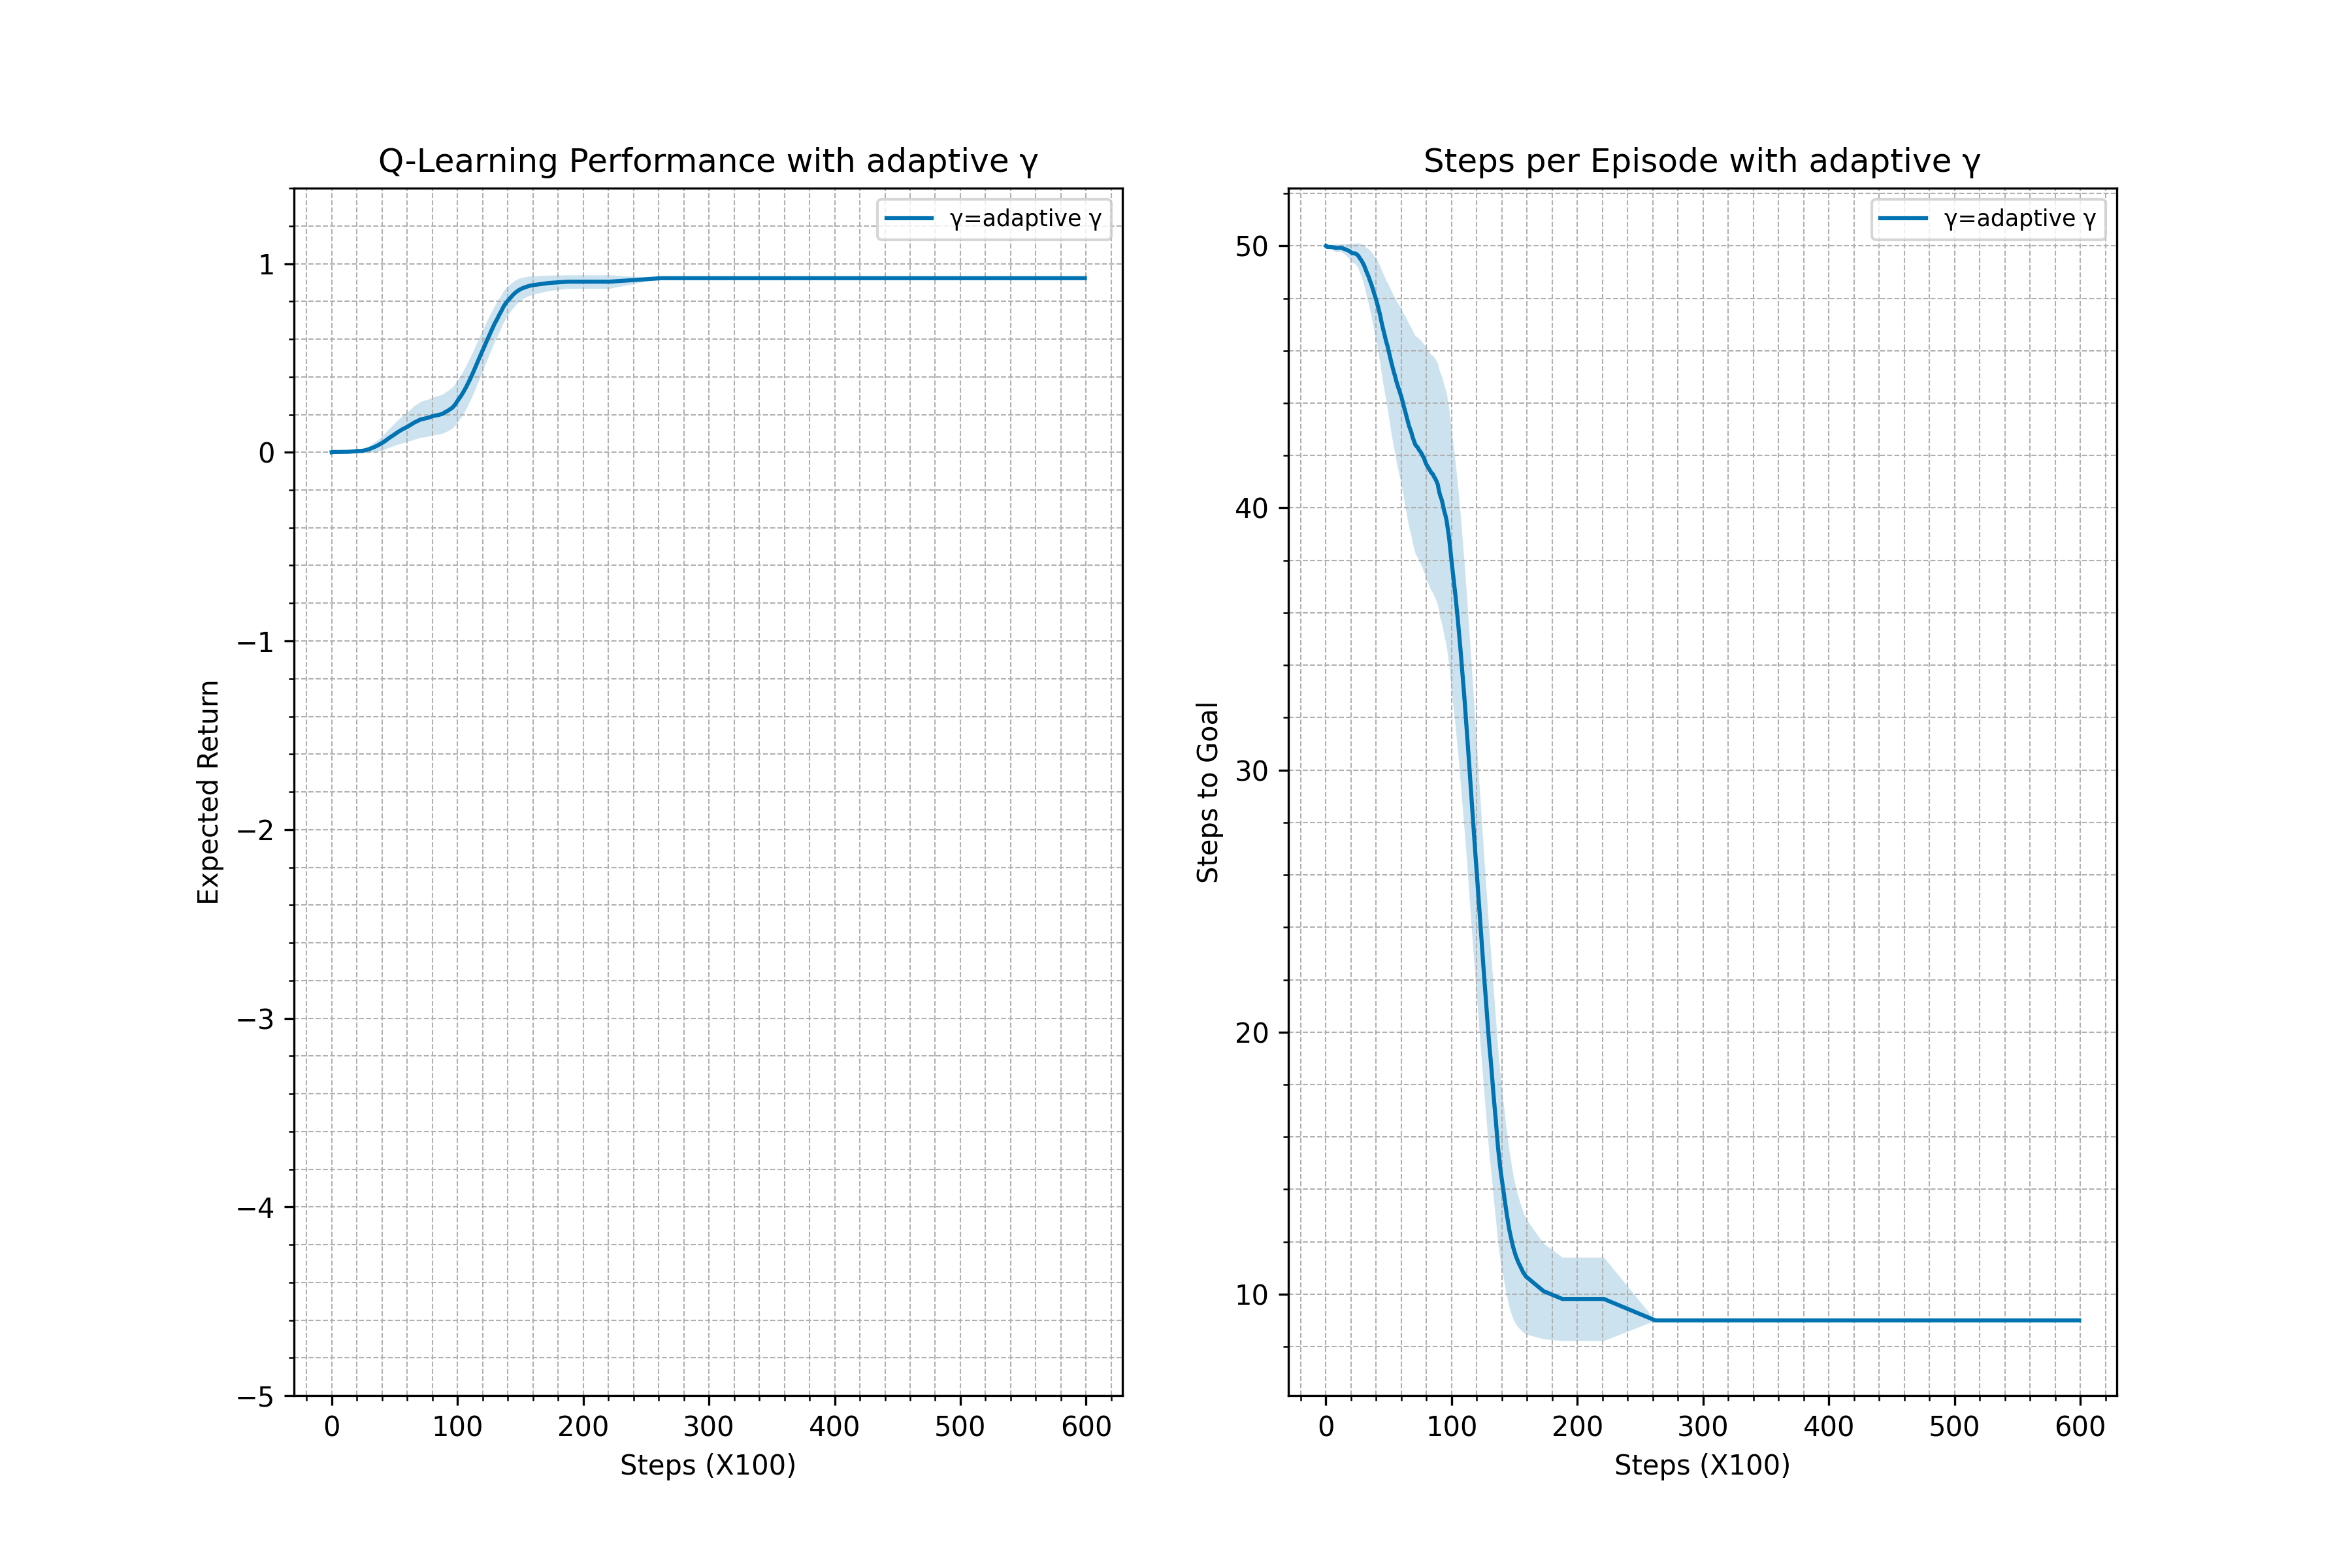 Q-Learning Performance with adaptive γ
γ=adaptive γ
1
0
−1
−2
−3
−4
−5
Expected Return
0 100 200 300 400 500 600
Steps (X100)
Steps per Episode with adaptive γ
γ=adaptive γ
50
40
30
20
10
Steps to Goal
0 100 200 300 400 500 600
Steps (X100)